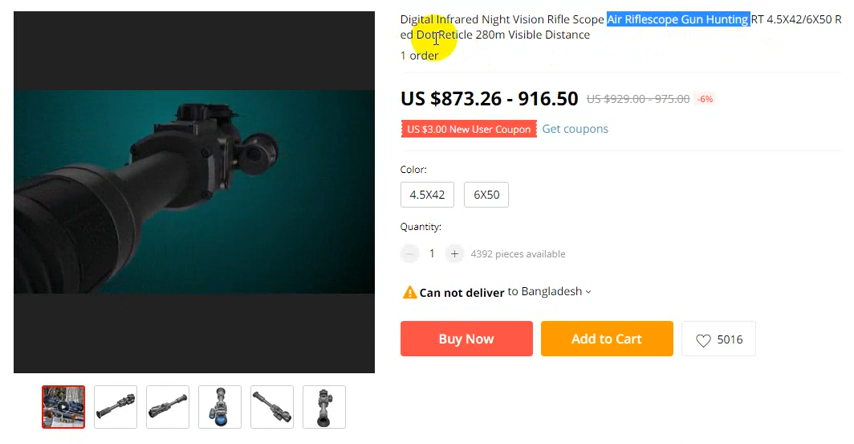 Digital Infrared Night Vision Rifle Scope Air Riflescope Gun Hunting RT 4.5X42/6X50 R
ed Dot Reticle 280m Visible Distance
1 order
US $873.26 - 916.50 US $929.00 - 975.00 -6%
US $3.00 New User Coupon Get coupons
Color:
4.5X42 6X50
Quantity:
1 + 4392 pieces available
Can not deliver to Bangladesh
Buy Now Add to Cart 5016